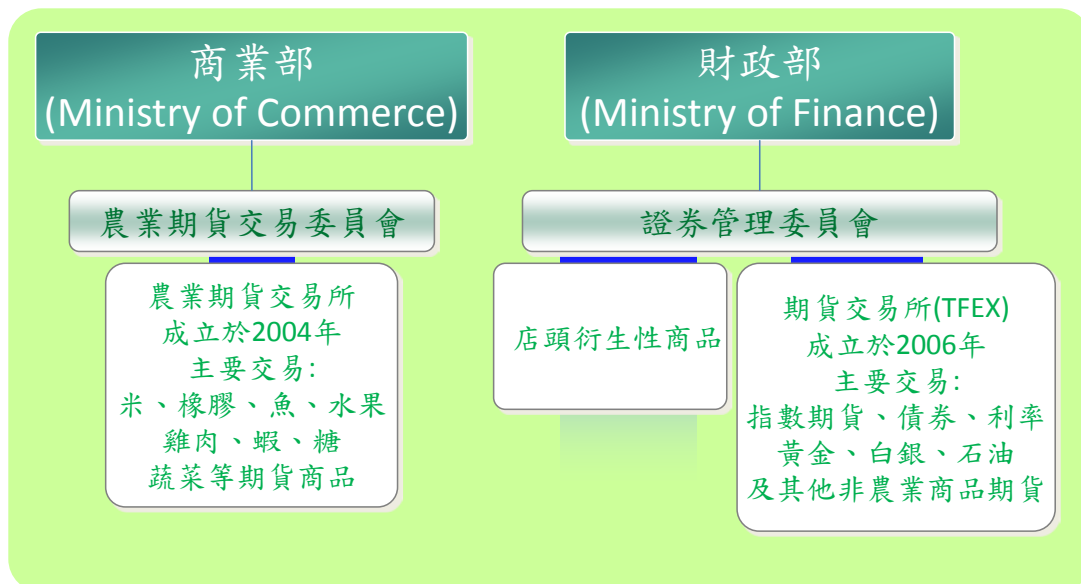 商業部
(Ministry of Commerce)
財政部
(Ministry of Finance)
農業期貨交易委員會
證券管理委員會
農業期貨交易所
成立於2004年
主要交易:
米、橡膠、魚、水果
雞肉、蝦、糖
蔬菜等期貨商品
店頭衍生性商品
期貨交易所(TFEX)
成立於2006年
主要交易:
指數期貨、債券、利率
黃金、白銀、石油
及其他非農業商品期貨